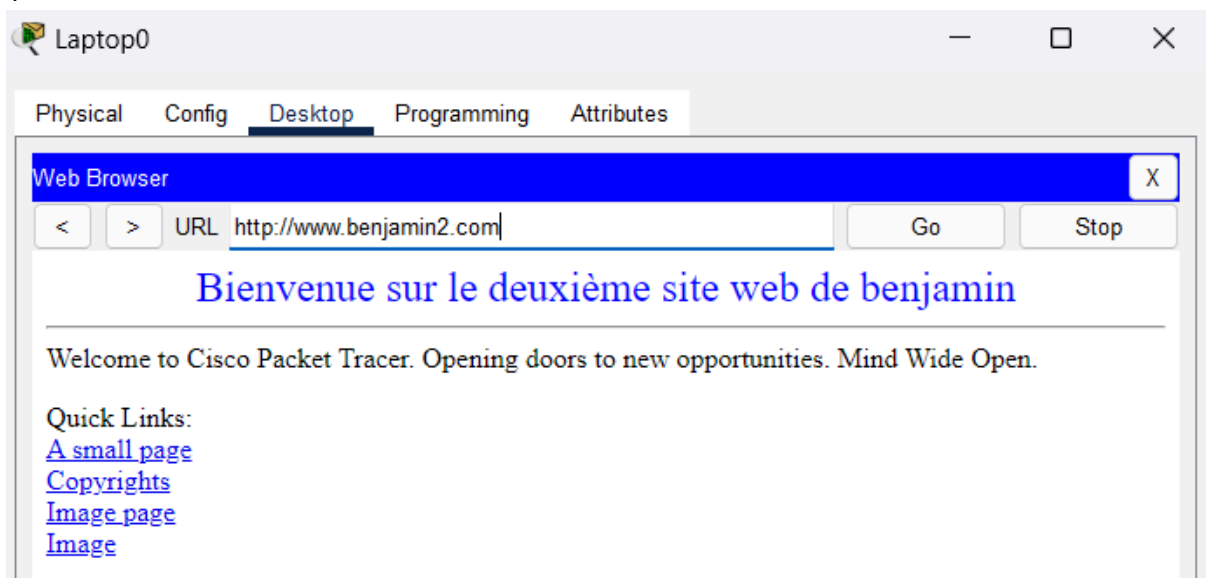 Laptop0
Physical Config Desktop Programming Attributes
Web Browser X
< > URL http://www.benjamin2.com Go Stop
Bienvenue sur le deuxième site web de benjamin
Welcome to Cisco Packet Tracer. Opening doors to new opportunities. Mind Wide Open.
Quick Links:
A small page
Copyrights
Image page
Image